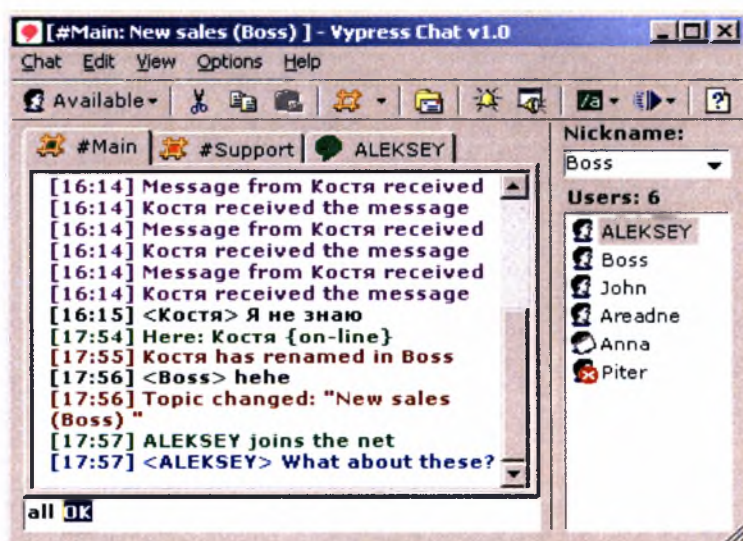 [#Main: New sales (Boss) ] - Vypress Chat v1.0
Chat Edit View Options Help
Available
#Main #Support ALEKSEY
[16:14] Message from Костя received
[16:14] Костя received the message
[16:14] Message from Костя received
[16:14] Костя received the message
[16:14] Message from Костя received
[16:14] Костя received the message
[16:15] <Костя> Я не знаю
[17:54] Here: Костя {on-line}
[17:55] Костя has renamed in Boss
[17:56] <Boss> hehe
[17:56] Topic changed: "New sales
(Boss) "
[17:57] ALEKSEY joins the net
[17:57] <ALEKSEY> What about these?
all OK
Nickname:
Boss
Users: 6
ALEKSEY
Boss
John
Areadne
Anna
Piter